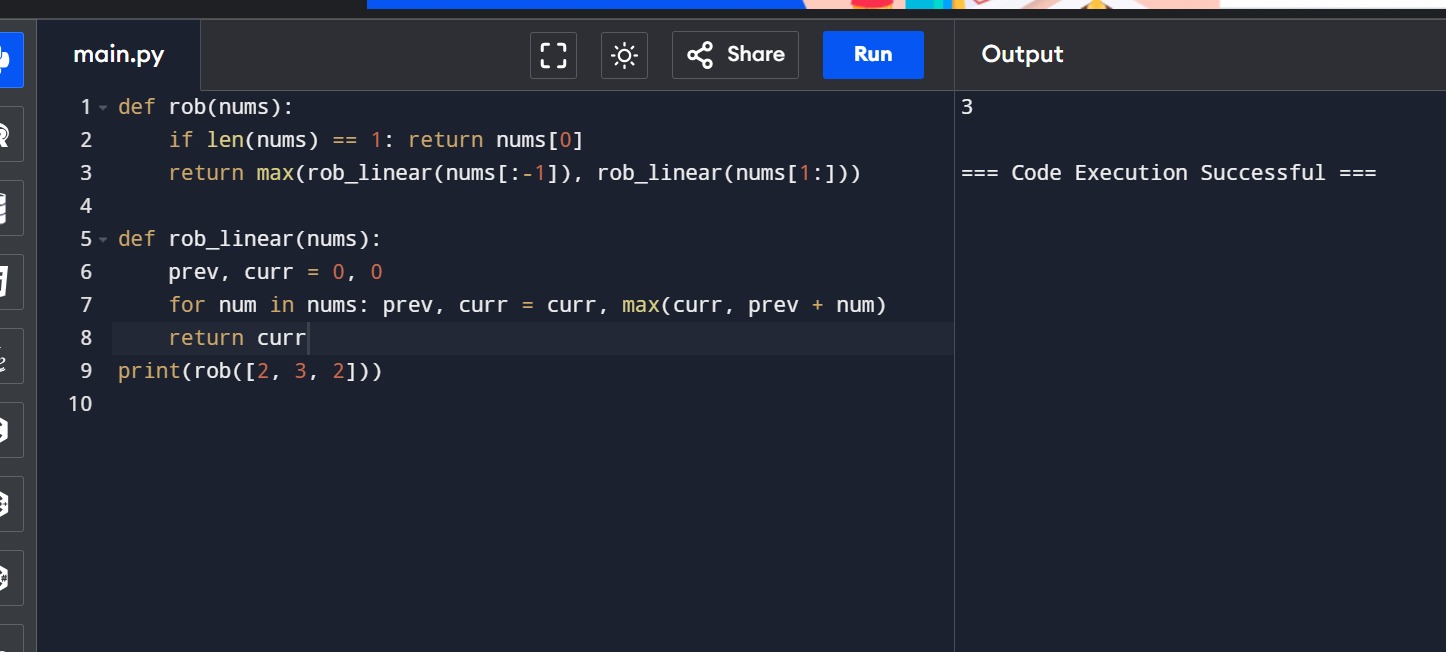 main.py
Share
Run
Output
1 def rob(nums):
2     if len(nums) == 1: return nums[0]
3     return max(rob_linear(nums[:-1]), rob_linear(nums[1:]))
4
5 def rob_linear(nums):
6     prev, curr = 0, 0
7     for num in nums: prev, curr = curr, max(curr, prev + num)
8     return curr
9 print(rob([2, 3, 2]))
10
3
=== Code Execution Successful ===